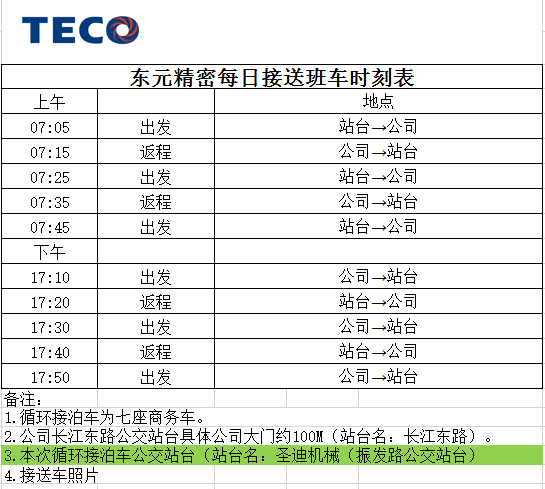 TECO
东元精密每日接送班车时刻表
上午 地点
07:05 出发 站台→公司
07:15 返程 公司→站台
07:25 出发 站台→公司
07:35 返程 公司→站台
07:45 出发 站台→公司
下午
17:10 出发 公司→站台
17:20 返程 站台→公司
17:30 出发 公司→站台
17:40 返程 站台→公司
17:50 出发 公司→站台
备注：
1.循环接泊车为七座商务车。
2.公司长江东路公交站台具体公司大门约100M（站台名：长江东路）。
3.本次循环接泊车公交站台（站台名：圣迪机械（振发路公交站台）
4.接送车照片